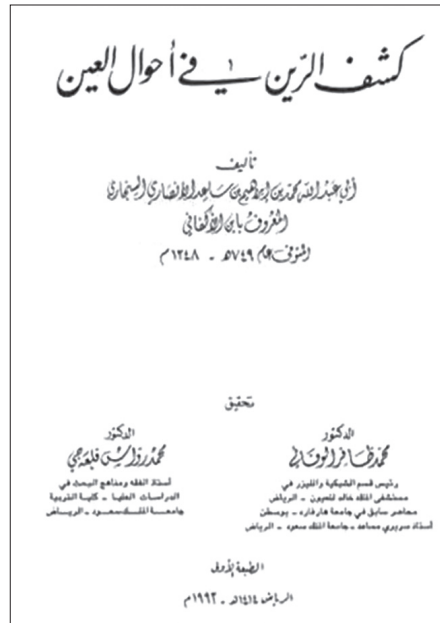 كشف الرّين في أحوال العين
تأليف
أبي عبد الله محمد بن إبراهيم بن ساعد الأنصاري السنجاري
المعروف بابن الأكفاني
المتوفى عام ٧٤٩هـ - ١٣٤٨م
تحقيق
الدكتور
محمد ظافر الوفائي
رئيس قسم الشبكية والليزر في
مستشفى الملك خالد للعيون - الرياض
محاضر سابق في جامعة هارفارد - بوسطن
أستاذ سريري مساعد - جامعة الملك سعود - الرياض
الدكتور
محمد رواس قلعه جي
أستاذ الفقه ومناهج البحث في
الدراسات العليا - كلية التربية
جامعة الملك سعود - الرياض
الطبعة الأولى
الرياض ١٤١٤هـ - ١٩٩٣م